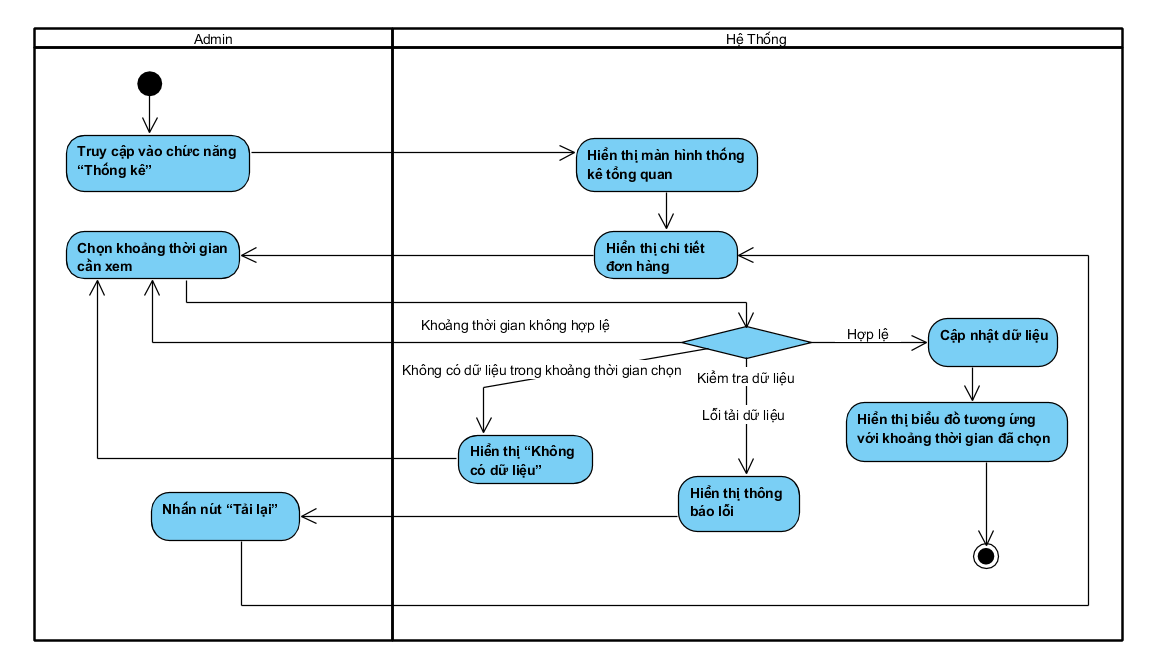 Admin
Hệ Thống
Truy cập vào chức năng
“Thống kê”
Hiển thị màn hình thống
kê tổng quan
Chọn khoảng thời gian
cần xem
Hiển thị chi tiết
đơn hàng
Khoảng thời gian không hợp lệ
Hợp lệ
Cập nhật dữ liệu
Không có dữ liệu trong khoảng thời gian chọn
Kiểm tra dữ liệu
Lỗi tải dữ liệu
Hiển thị biểu đồ tương ứng
với khoảng thời gian đã chọn
Hiển thị “Không
có dữ liệu”
Nhấn nút “Tải lại”
Hiển thị thông
báo lỗi